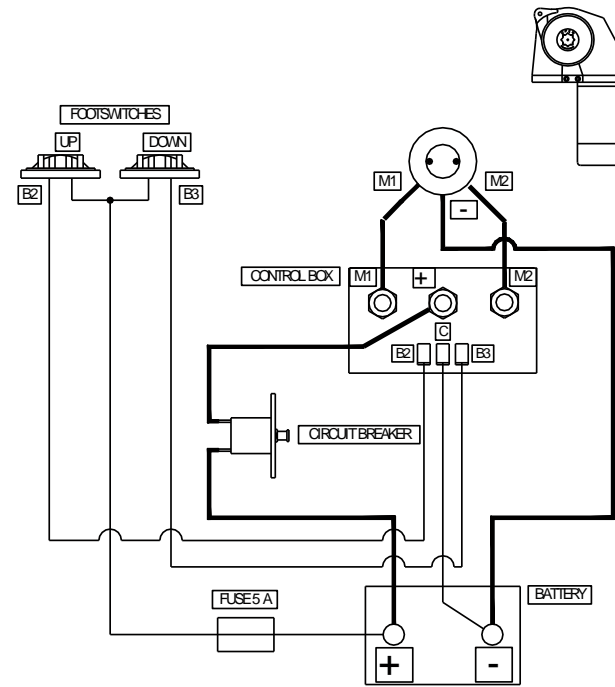 FOOTSWITCHES
UP
DOWN
B2
B3
M1
M2
-
CONTROL BOX
M1
+
M2
C
B2
B3
CIRCUIT BREAKER
FUSE 5 A
BATTERY
+
-